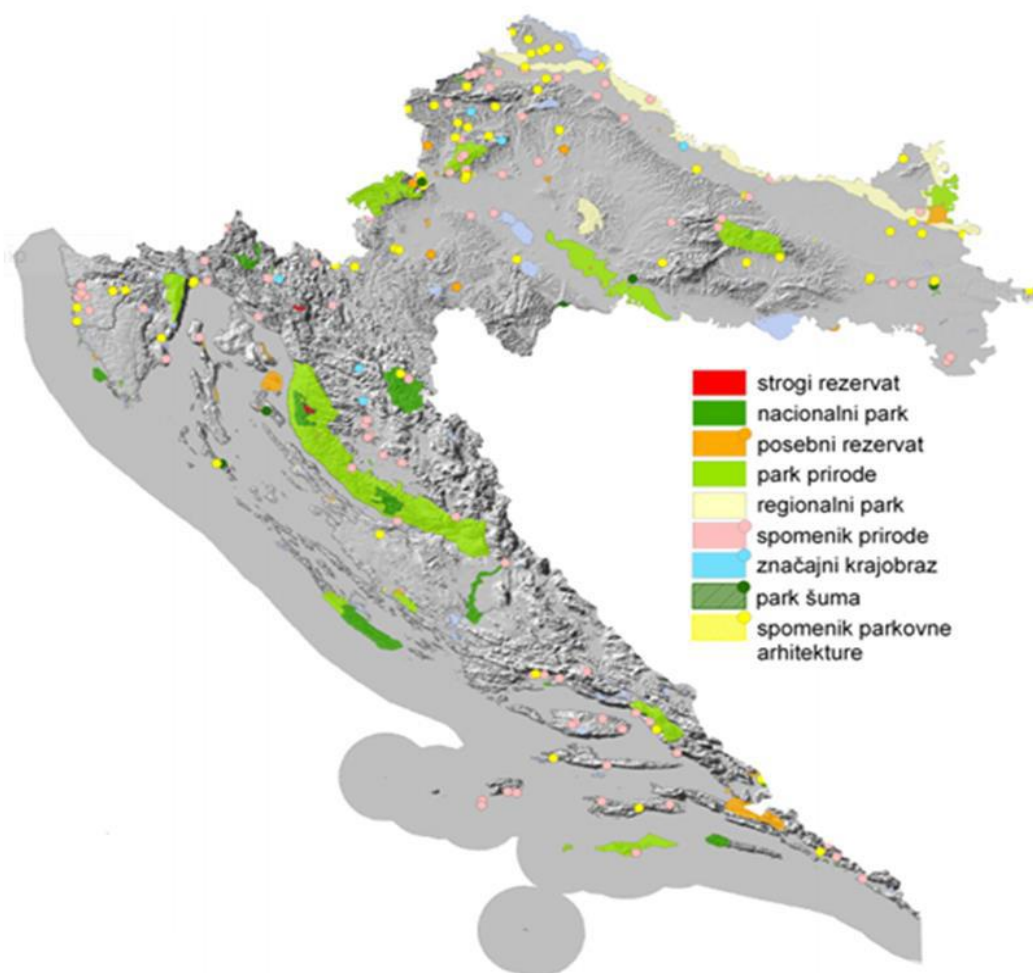 strogi rezervat
nacionalni park
posebni rezervat
park prirode
regionalni park
spomenik prirode
značajni krajobraz
park šuma
spomenik parkovne
arhitekture